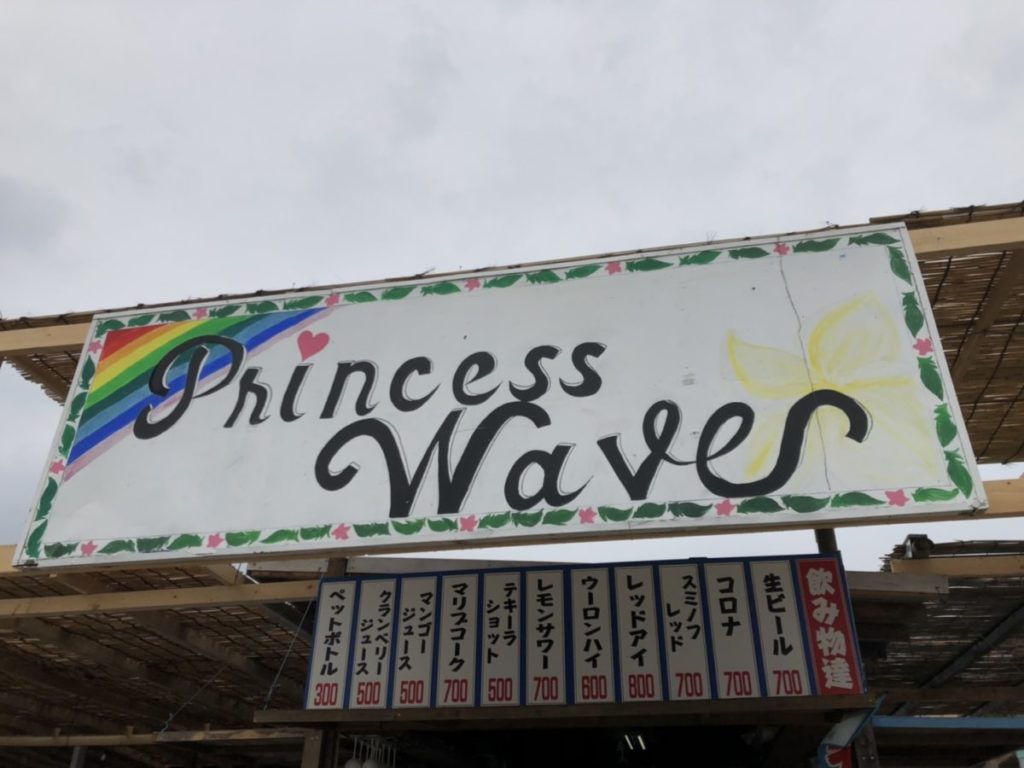 Princess
Waves
飲み物達
生ビール
700
コロナ
700
スミノフ
レッド
700
レッドアイ
800
ウーロンハイ
600
レモンサワー
700
テキーラ
ショット
500
マリブコーク
700
マンゴー
ジュース
500
クランベリー
ジュース
500
ペットボトル
300